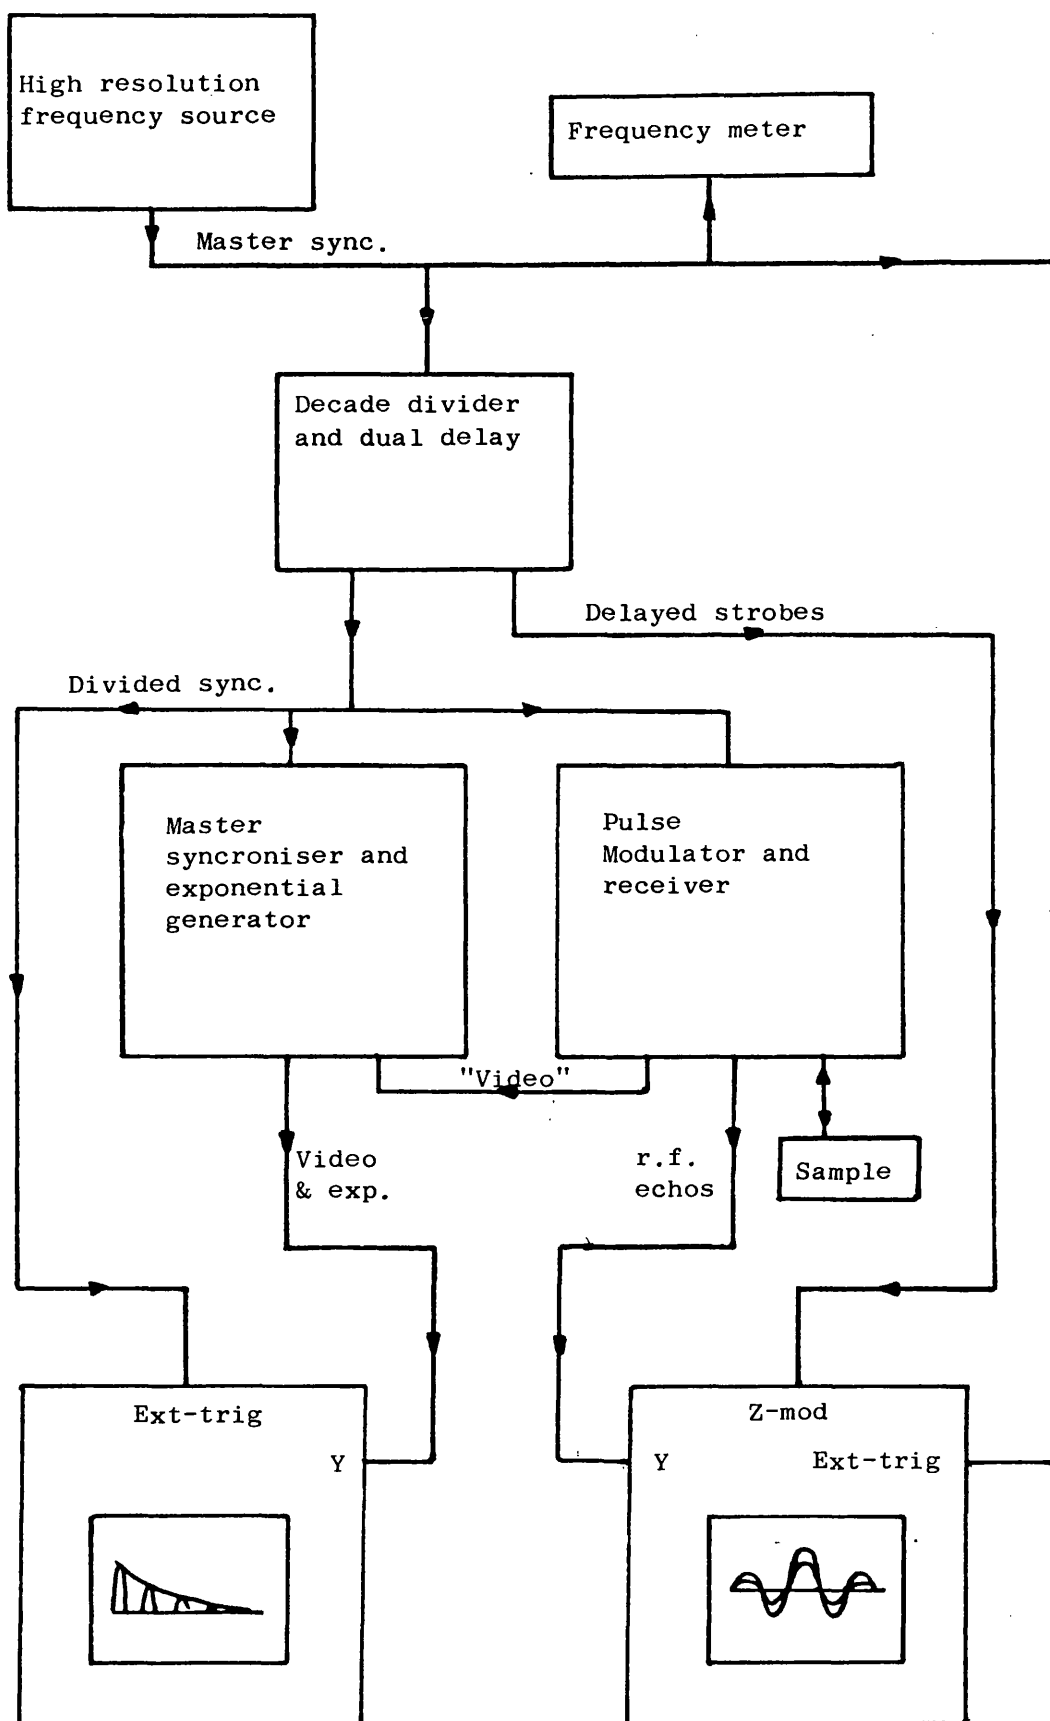 High resolution
frequency source
Frequency meter
Master sync.
Decade divider
and dual delay
Delayed strobes
Divided sync.
Master
syncroniser and
exponential
generator
Pulse
Modulator and
receiver
"Video"
Video
& exp.
r.f.
echos
Sample
Ext-trig
Y
Z-mod
Y
Ext-trig